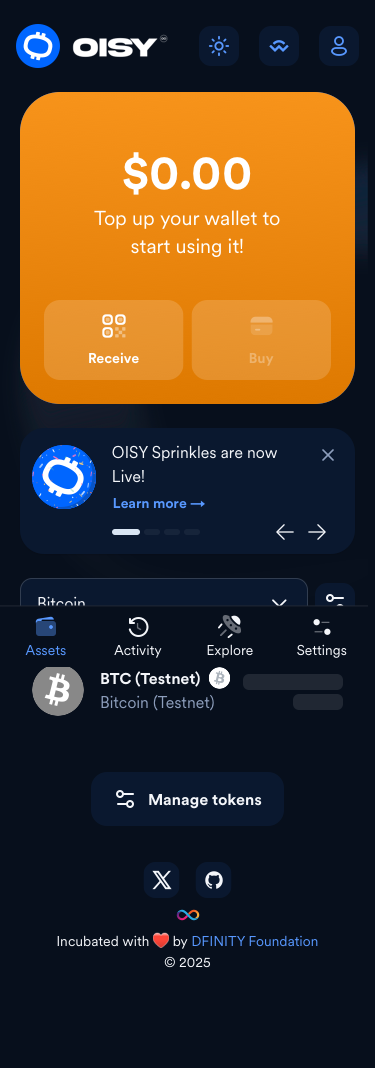 OISY
$0.00
Top up your wallet to
start using it!
Receive
Buy
OISY Sprinkles are now
Live!
Learn more →
Bitcoin
Assets
Activity
Explore
Settings
BTC (Testnet)
Bitcoin (Testnet)
Manage tokens
Incubated with ❤️ by DFINITY Foundation
© 2025